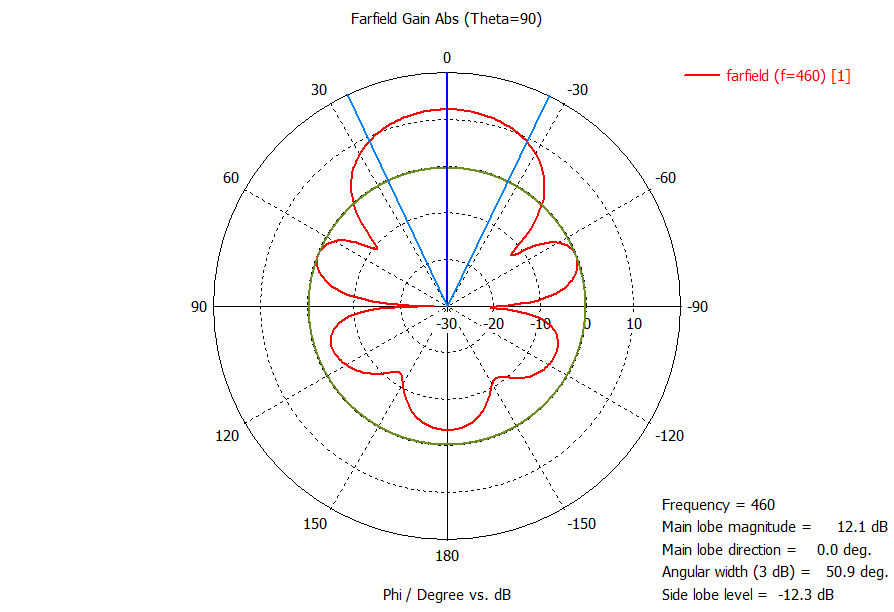 Farfield Gain Abs (Theta=90)
0
farfield (f=460) [1]
30
-30
60
-60
90
-90
-30
-20
-10
0
10
120
-120
150
-150
180
Frequency = 460
Main lobe magnitude = 12.1 dB
Main lobe direction = 0.0 deg.
Angular width (3 dB) = 50.9 deg.
Side lobe level = -12.3 dB
Phi / Degree vs. dB